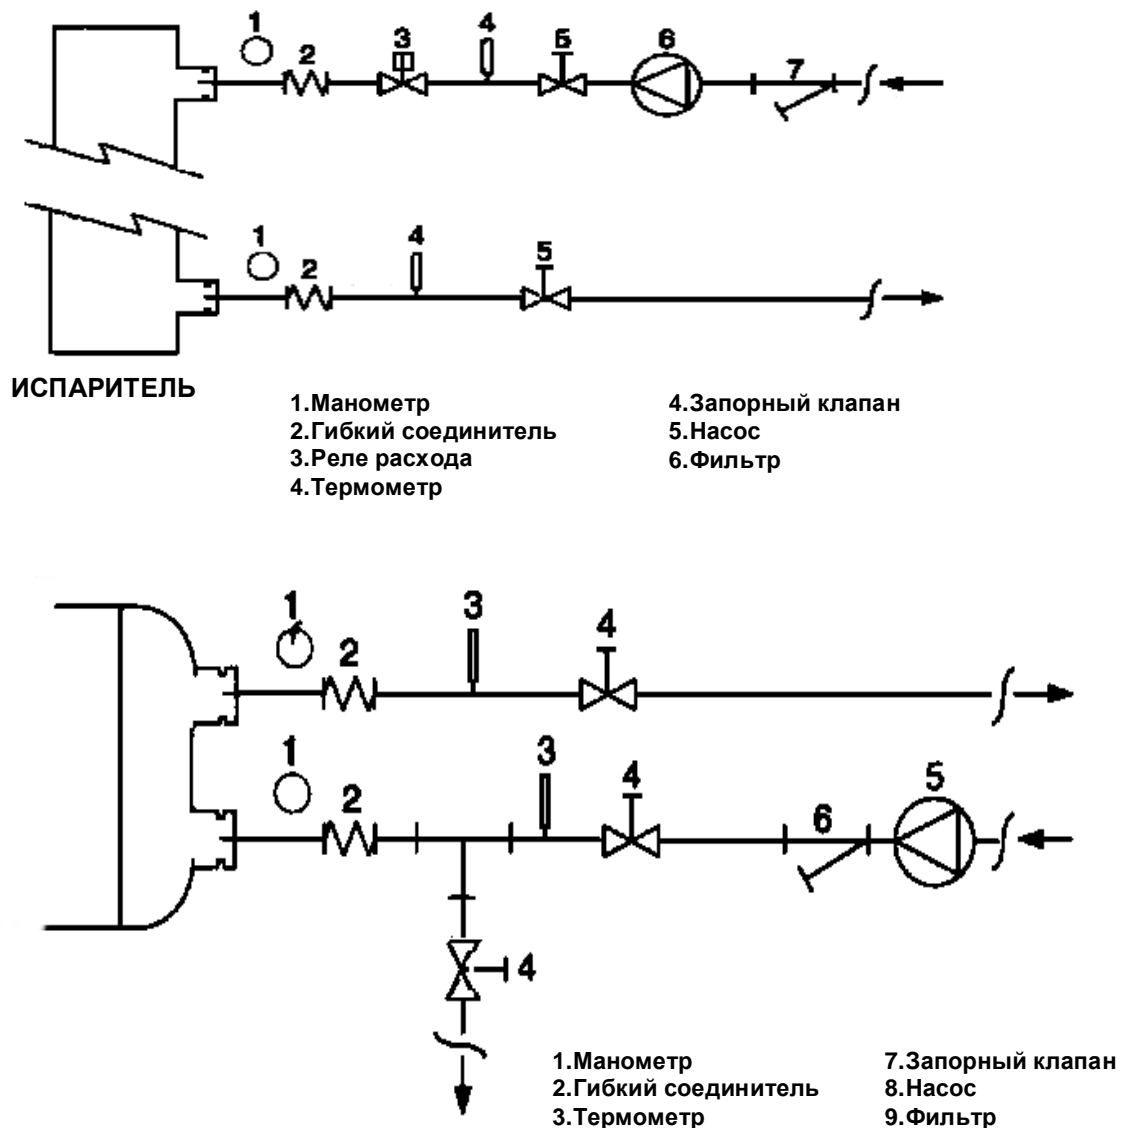 1 2 3 4 5 6 7
1 2 4 5
ИСПАРИТЕЛЬ
1.Манометр
2.Гибкий соединитель
3.Реле расхода
4.Термометр
4.Запорный клапан
5.Насос
6.Фильтр
1 2 3 4
1 2 3 4 6 5
4
1.Манометр
2.Гибкий соединитель
3.Термометр
7.Запорный клапан
8.Насос
9.Фильтр